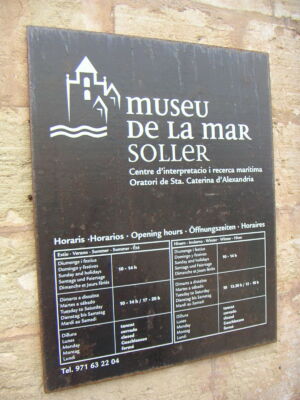 museu
de la mar
SOLLER
Centre d'interpretacio i recerca maritima
Oratori de Sta. Caterina d'Alexandria
Horaris · Horarios · Opening hours · Öffnungszeiten · Horaires
Estiu · Verano · Summer · Sommer · Été
Diumenge i festius
Domingo y festivos
Sunday and holidays
Sontags und Feiertage
Dimanche et jours fériés
10 - 14 h
Dimarts a dissabte
Martes a sábado
Tuesday to Saturday
Dienstag bis Samstag
Mardi au Samedi
10 - 14 h / 17 - 20 h
Dilluns
Lunes
Monday
Montag
Lundi
tancat
cerrado
closed
Geschlossen
fermé
Hivern · Invierno · Winter · Winter · Hiver
Diumenge i festius
Domingo y festivos
Sunday and holidays
Sontags und Feiertage
Dimanche et jours fériés
10 - 14 h
Dimarts a dissabte
Martes a sábado
Tuesday to Saturday
Dienstag bis Samstag
Mardi au Samedi
Dilluns
Lunes
Monday
Montag
Lundi
tancat
cerrado
closed
Geschlossen
fermé
Tel. 971 63 22 04